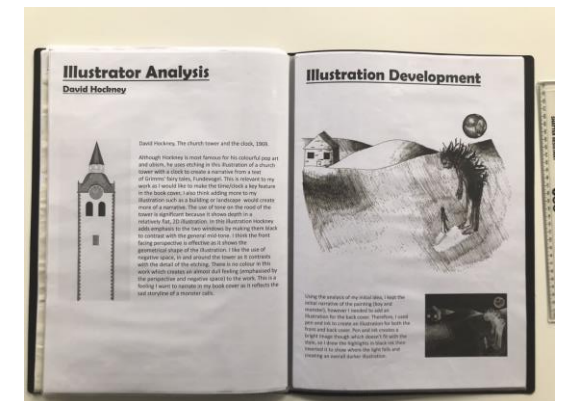 Illustrator Analysis
David Hockney
David Hockney, The church tower and the clock, 1969.
Although Hockney is most famous for his colourful pop art
and album, he uses etching in this illustration of a church
tower with a clock to create a narrative from a text
of Grimms' fairy tales, Fundevogel. This is relevant to my
work as I would like to make the time/clock a key feature
in the book cover. I also think adding more to my
illustration such as a building or landscape would create
more of a narrative. The use of tone on the roof of the
tower is significant because it shows depth in a
relatively flat, 2D illustration. In this illustration Hockney
adds emphasis to the two windows by making them black
to contrast with the general mid-tone. I think the front
facing perspective is effective as it shows the
geometrical shape of the illustration. I like the use of
negative space, in and around the tower as it contrasts
with the detail of the etching. There is no colour in this
work which creates an almost dull feeling (emphasised by
the perspective and negative space) to the work. This is a
feeling I want to narrate in my book cover as it reflects the
sad storyline of a monster calls.
Illustration Development
Using the analysis of my initial idea, I kept the
initial narrative of the painting (boy and
monster), however I needed to add an
illustration for the back cover. Therefore, I used
pen and ink to create an illustration for both the
front and back cover. Pen and ink creates a
bright image though which doesn't fit with the
style, so I drew the highlights in black ink then
inverted it to show where the light falls and
creating an overall darker illustration.